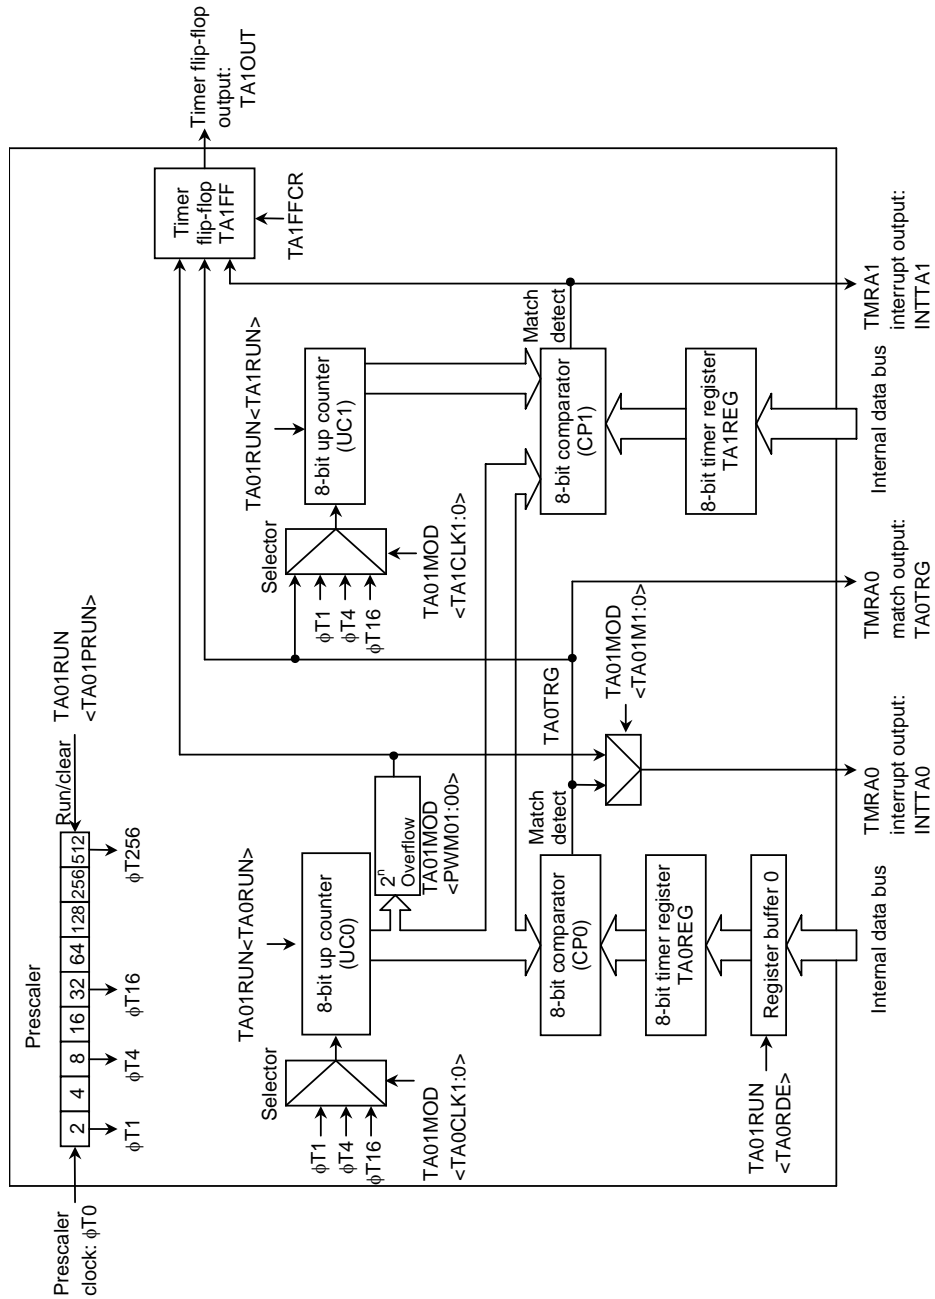 Prescaler
clock: ϕT0
Prescaler
2 4 8 16 32 64 128 256 512
Run/clear
TA01RUN
<TA01PRUN>
ϕT1
ϕT4
ϕT16
ϕT256
TA01RUN<TA0RUN>
Selector
ϕT1
ϕT4
ϕT16
TA01MOD
<TA0CLK1:0>
8-bit up counter
(UC0)
2ⁿ
Overflow
TA01MOD
<PWM01:00>
TA01RUN<TA1RUN>
Selector
ϕT1
ϕT4
ϕT16
TA01MOD
<TA1CLK1:0>
8-bit up counter
(UC1)
Timer
flip-flop
TA1FF
TA1FFCR
Timer flip-flop
output:
TA1OUT
8-bit comparator
(CP0)
Match
detect
TA0TRG
TA01MOD
<TA01M1:0>
8-bit comparator
(CP1)
Match
detect
8-bit timer register
TA0REG
8-bit timer register
TA1REG
TA01RUN
<TA0RDE>
Register buffer 0
Internal data bus
TMRA0
interrupt output:
INTTA0
TMRA0
match output:
TA0TRG
Internal data bus
TMRA1
interrupt output:
INTTA1